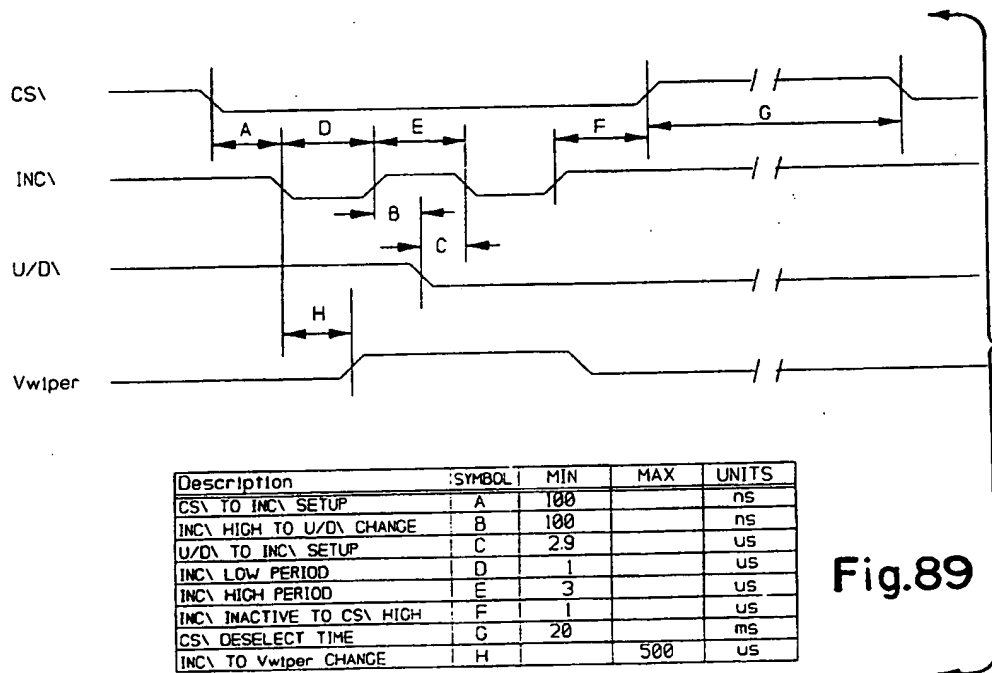 CS\
A
D
E
F
G
INC\
B
C
U/D\
H
Vwiper
Description SYMBOL MIN MAX UNITS
CS\ TO INC\ SETUP A 100 ns
INC\ HIGH TO U/D\ CHANGE B 100 ns
U/D\ TO INC\ SETUP C 2.9 us
INC\ LOW PERIOD D 1 us
INC\ HIGH PERIOD E 3 us
INC\ INACTIVE TO CS\ HIGH F 1 us
CS\ DESELECT TIME G 20 ms
INC\ TO Vwiper CHANGE H 500 us
Fig.89